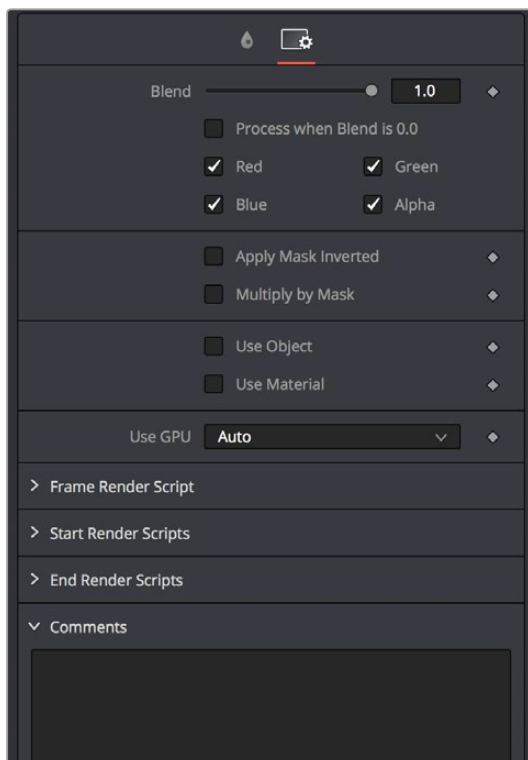 Blend 1.0
Process when Blend is 0.0
Red Green
Blue Alpha
Apply Mask Inverted
Multiply by Mask
Use Object
Use Material
Use GPU Auto
Frame Render Script
Start Render Scripts
End Render Scripts
Comments